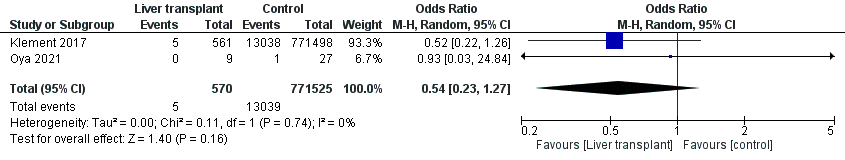 Liver transplant Control Odds Ratio Odds Ratio
Study or Subgroup Events Total Events Total Weight M-H, Random, 95% CI M-H, Random, 95% CI
Klement 2017 5 561 13038 771498 93.3% 0.52 [0.22, 1.26]
Oya 2021 0 9 1 27 6.7% 0.93 [0.03, 24.84]
Total (95% CI) 570 771525 100.0% 0.54 [0.23, 1.27]
Total events 5 13039
Heterogeneity: Tau² = 0.00; Chi² = 0.11, df = 1 (P = 0.74); I² = 0%
Test for overall effect: Z = 1.40 (P = 0.16)
0.2 0.5 1 2 5
Favours [Liver transplant] Favours [control]